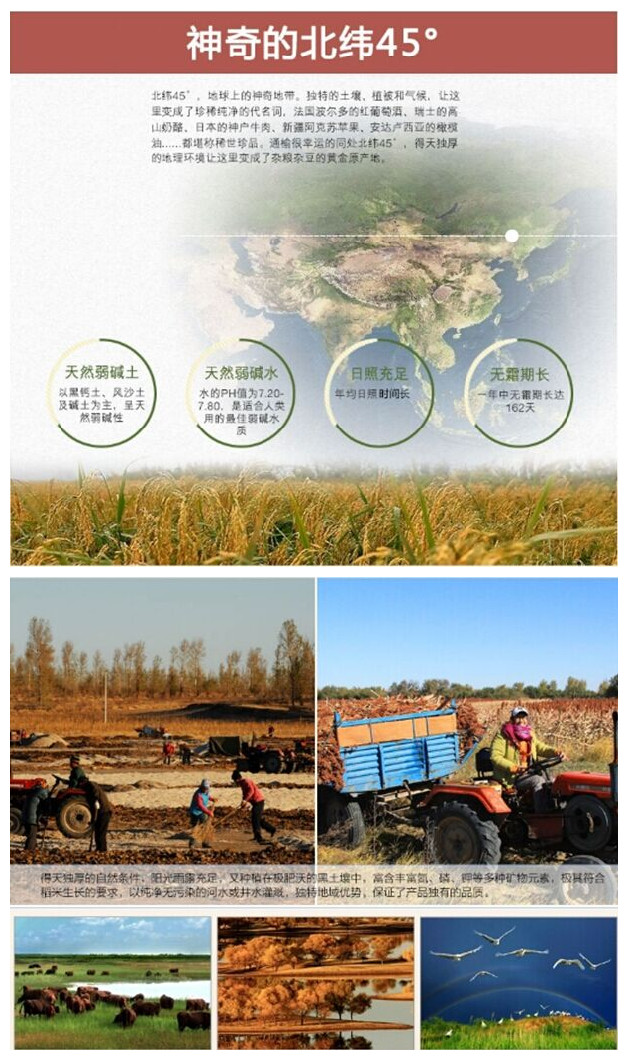 神奇的北纬45°
北纬45°，地球上的神奇地带。独特的土壤、植被和气候，让这
里变成了珍稀纯净的代名词，法国波尔多的红葡萄酒、瑞士的高
山奶酪、日本的神户牛肉、新疆阿克苏苹果、安达卢西亚的橄榄
油……都堪称稀世珍品。通榆很幸运的同处北纬45°，得天独厚
的地理环境让这里变成了杂粮杂豆的黄金原产地。
天然弱碱土
以黑钙土、风沙土
及碱土为主，呈天
然弱碱性
天然弱碱水
水的PH值为7.20-
7.80，是适合人类
用的最佳弱碱水
质
日照充足
年均日照时间长
无霜期长
一年中无霜期长达
162天
得天独厚的自然条件，阳光雨露充足，又种植在极肥沃的黑土壤中，富含丰富氮、磷、钾等多种矿物元素，极其符合
稻米生长的要求，以纯净无污染的河水或井水灌溉，独特地域优势，保证了产品独有的品质。